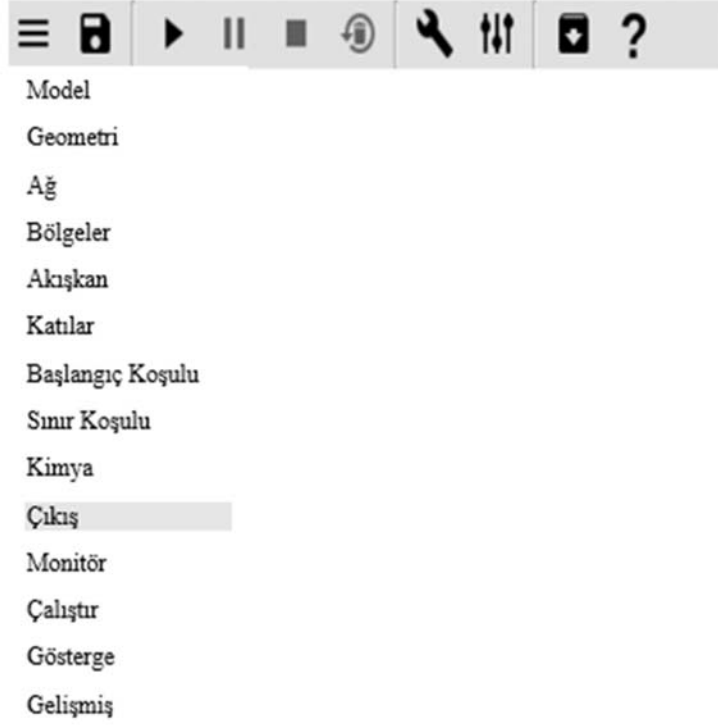 Model
Geometri
Ağ
Bölgeler
Akışkan
Katılar
Başlangıç Koşulu
Sınır Koşulu
Kimya
Çıkış
Monitör
Çalıştır
Gösterge
Gelişmiş